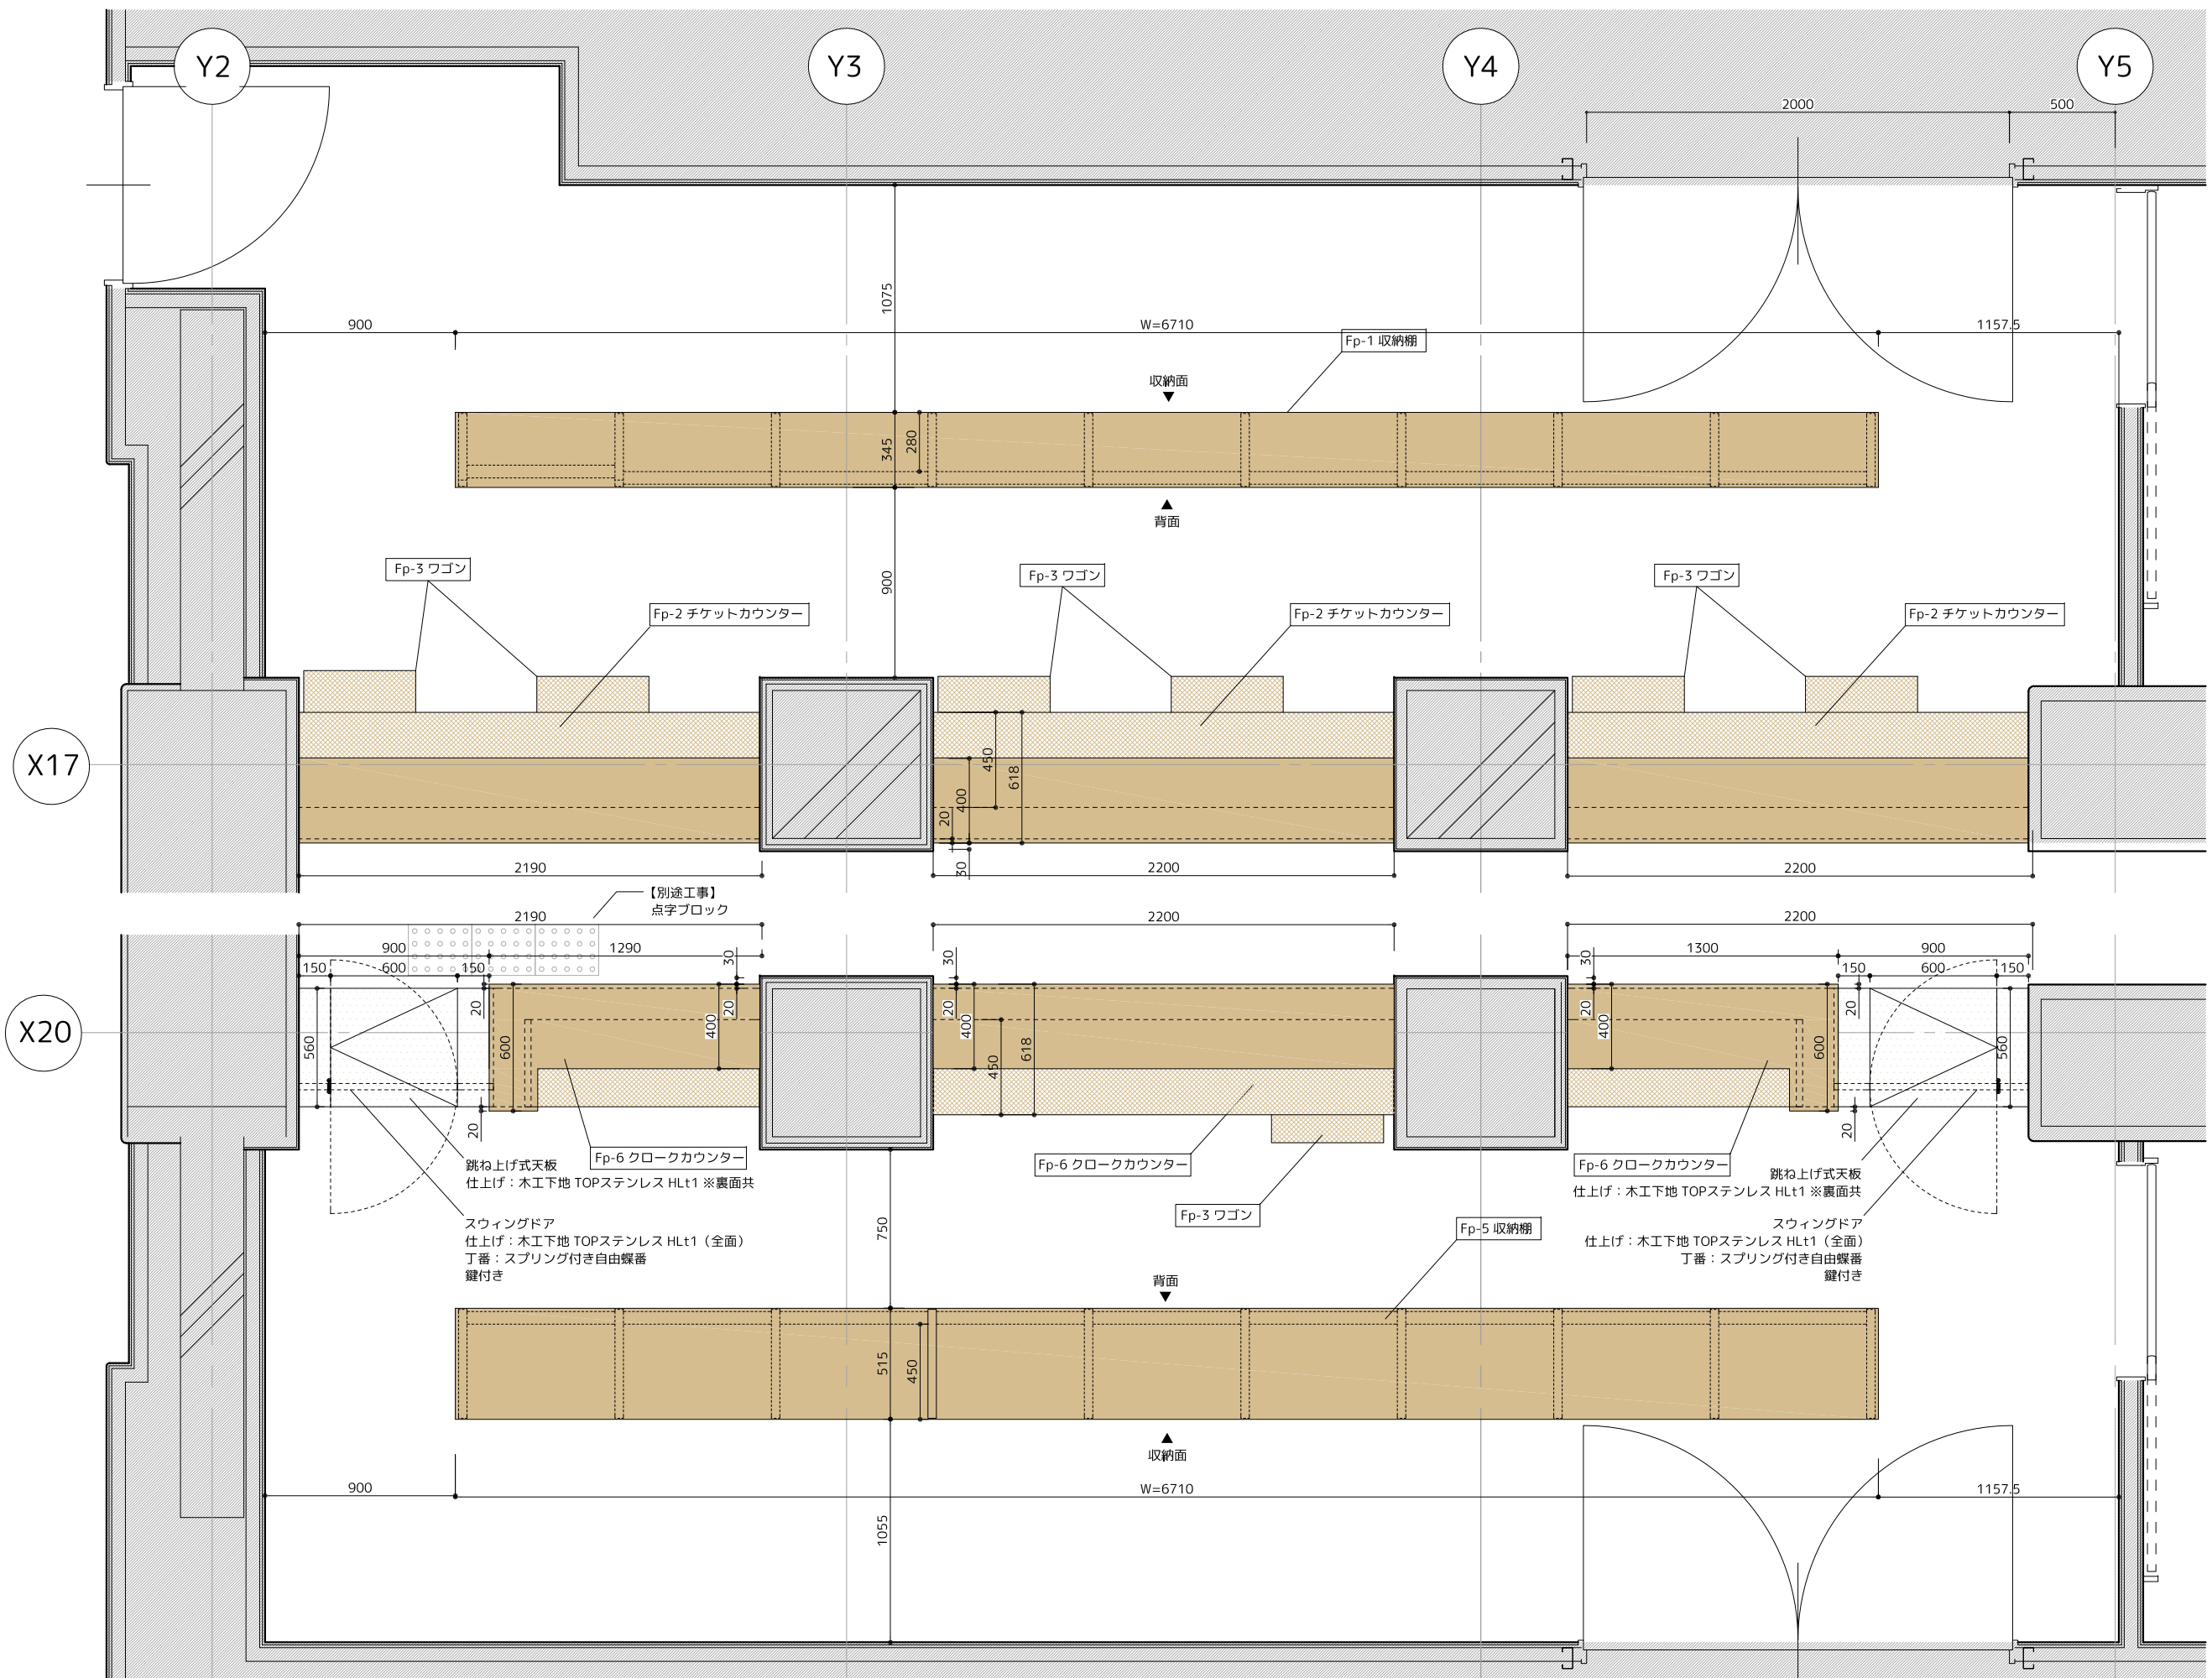 Y2
Y3
Y4
Y5
2000
500
1075
900
W=6710
1157.5
Fp-1 収納棚
収納面
345
280
背面
900
Fp-3 ワゴン
Fp-3 ワゴン
Fp-3 ワゴン
Fp-2 チケットカウンター
Fp-2 チケットカウンター
Fp-2 チケットカウンター
X17
450
618
400
20
30
2190
2200
2200
【別途工事】
点字ブロック
2190
2200
2200
900
1290
30
30
30
1300
900
150
600
150
150
600
150
20
20
20
20
20
X20
560
600
400
400
450
618
400
600
560
20
20
Fp-6 クロークカウンター
Fp-6 クロークカウンター
Fp-6 クロークカウンター
跳ね上げ式天板
仕上げ：木工下地 TOPステンレス HLt1 ※裏面共
跳ね上げ式天板
仕上げ：木工下地 TOPステンレス HLt1 ※裏面共
Fp-3 ワゴン
スウィングドア
仕上げ：木工下地 TOPステンレス HLt1（全面）
丁番：スプリング付き自由蝶番
鍵付き
750
Fp-5 収納棚
スウィングドア
仕上げ：木工下地 TOPステンレス HLt1（全面）
丁番：スプリング付き自由蝶番
鍵付き
背面
515
450
収納面
900
W=6710
1157.5
1055